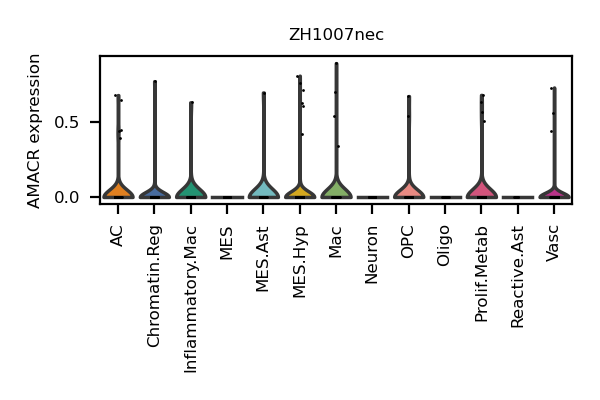 ZH1007nec
AMACR expression
0.5
0.0
AC
Chromatin.Reg
Inflammatory.Mac
MES
MES.Ast
MES.Hyp
Mac
Neuron
OPC
Oligo
Prolif.Metab
Reactive.Ast
Vasc